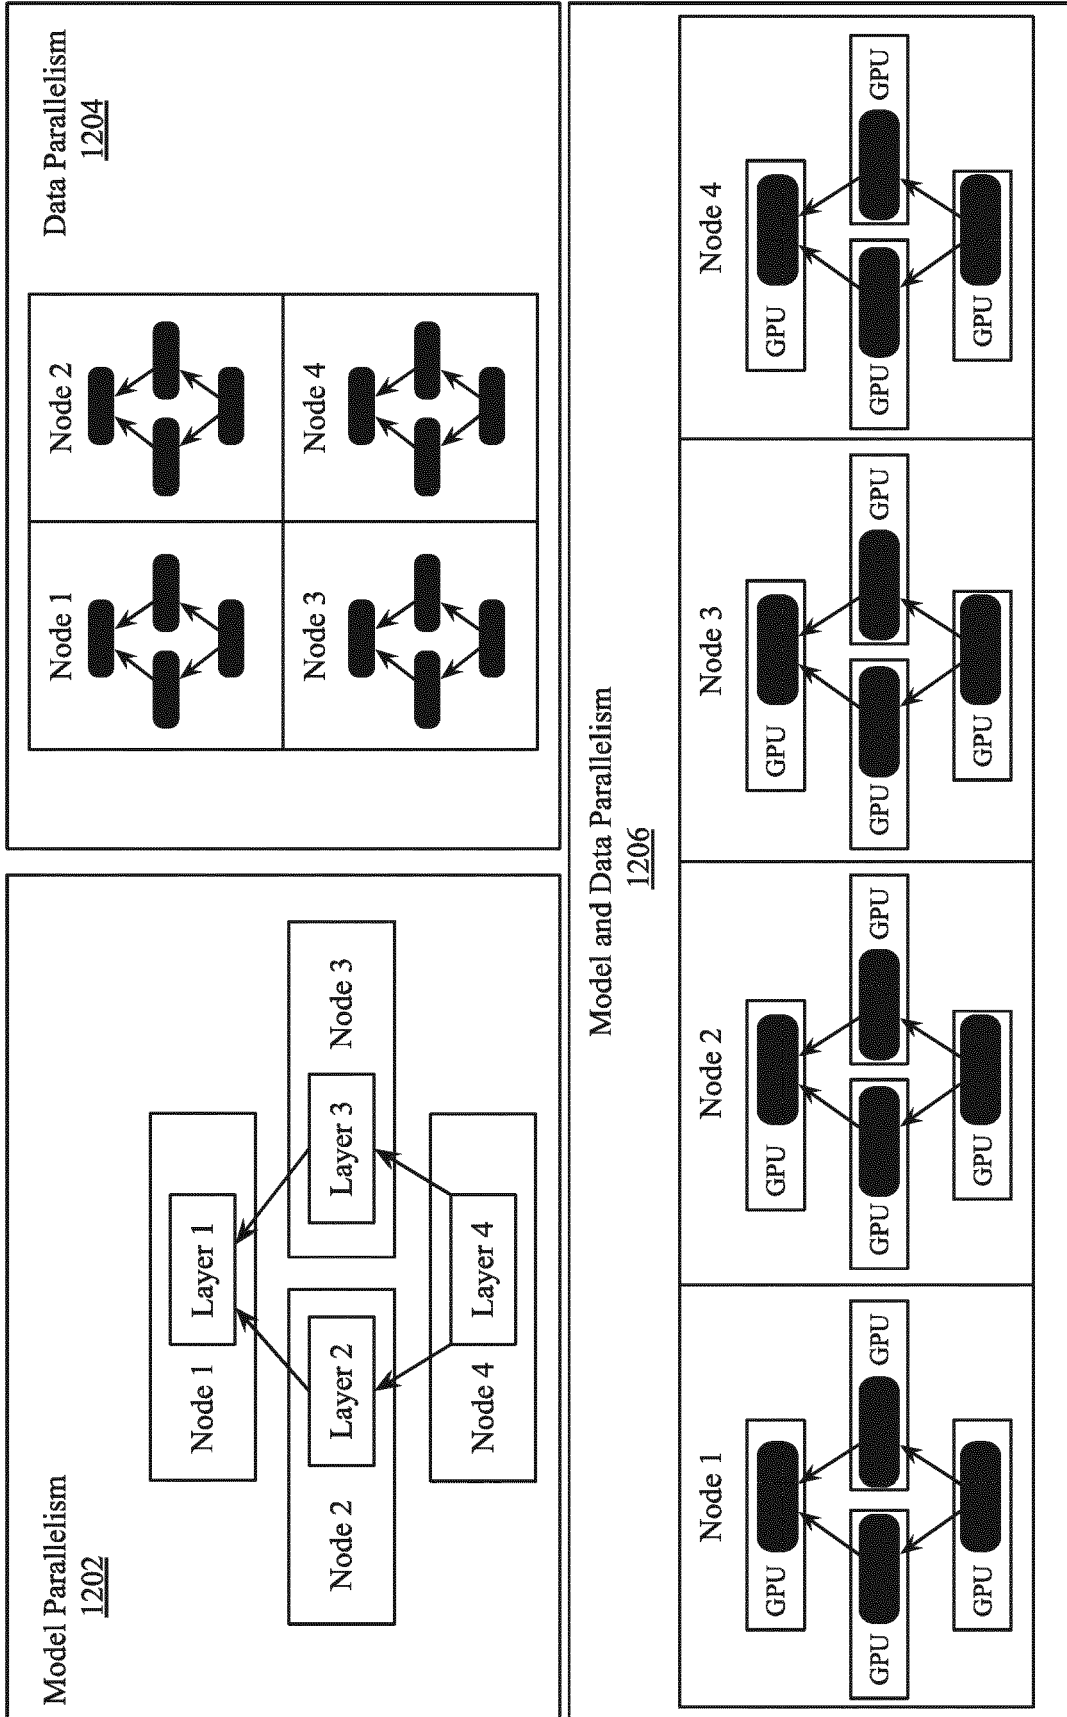 Model Parallelism
1202
Node 1
Layer 1
Node 2
Layer 2
Layer 3
Node 3
Node 4
Layer 4
Data Parallelism
1204
Node 1
Node 2
Node 3
Node 4
Model and Data Parallelism
1206
Node 1
GPU
GPU
GPU
GPU
Node 2
GPU
GPU
GPU
GPU
Node 3
GPU
GPU
GPU
GPU
Node 4
GPU
GPU
GPU
GPU